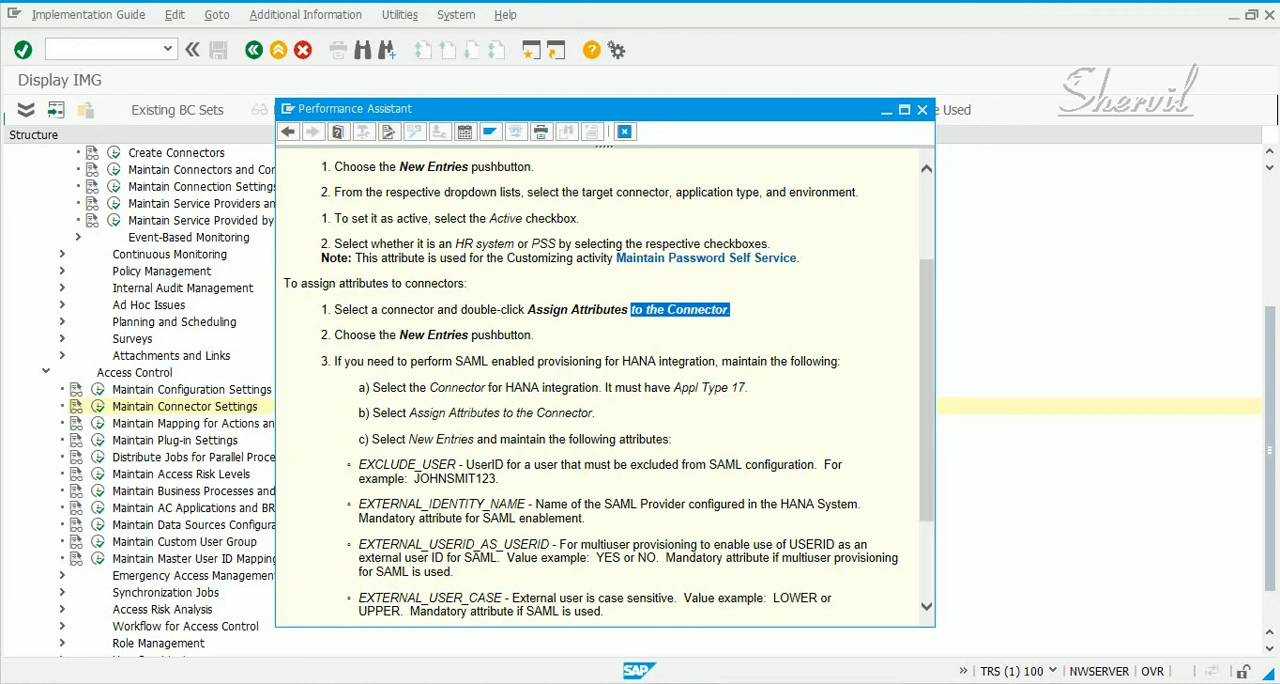 Implementation Guide Edit Goto Additional Information Utilities System Help
Display IMG
Shervil
Existing BC Sets
e Used
Structure
Create Connectors
Maintain Connectors and Con
Maintain Connection Settings
Maintain Service Providers an
Maintain Service Provided by
Event-Based Monitoring
Continuous Monitoring
Policy Management
Internal Audit Management
Ad Hoc Issues
Planning and Scheduling
Surveys
Attachments and Links
Access Control
Maintain Configuration Settings
Maintain Connector Settings
Maintain Mapping for Actions an
Maintain Plug-in Settings
Distribute Jobs for Parallel Proce
Maintain Access Risk Levels
Maintain Business Processes and
Maintain AC Applications and BR
Maintain Data Sources Configura
Maintain Custom User Group
Maintain Master User ID Mapping
Emergency Access Management
Synchronization Jobs
Access Risk Analysis
Workflow for Access Control
Role Management
Performance Assistant
1. Choose the New Entries pushbutton.
2. From the respective dropdown lists, select the target connector, application type, and environment.
1. To set it as active, select the Active checkbox.
2. Select whether it is an HR system or PSS by selecting the respective checkboxes.
Note: This attribute is used for the Customizing activity Maintain Password Self Service.
To assign attributes to connectors:
1. Select a connector and double-click Assign Attributes to the Connector.
2. Choose the New Entries pushbutton.
3. If you need to perform SAML enabled provisioning for HANA integration, maintain the following:
a) Select the Connector for HANA integration. It must have Appl Type 17.
b) Select Assign Attributes to the Connector.
c) Select New Entries and maintain the following attributes:
EXCLUDE_USER - UserID for a user that must be excluded from SAML configuration. For
example: JOHNSMIT123.
EXTERNAL_IDENTITY_NAME - Name of the SAML Provider configured in the HANA System.
Mandatory attribute for SAML enablement.
EXTERNAL_USERID_AS_USERID - For multiuser provisioning to enable use of USERID as an
external user ID for SAML. Value example: YES or NO. Mandatory attribute if multiuser provisioning
for SAML is used.
EXTERNAL_USER_CASE - External user is case sensitive. Value example: LOWER or
UPPER. Mandatory attribute if SAML is used.
SAP
TRS (1) 100 NWSERVER OVR